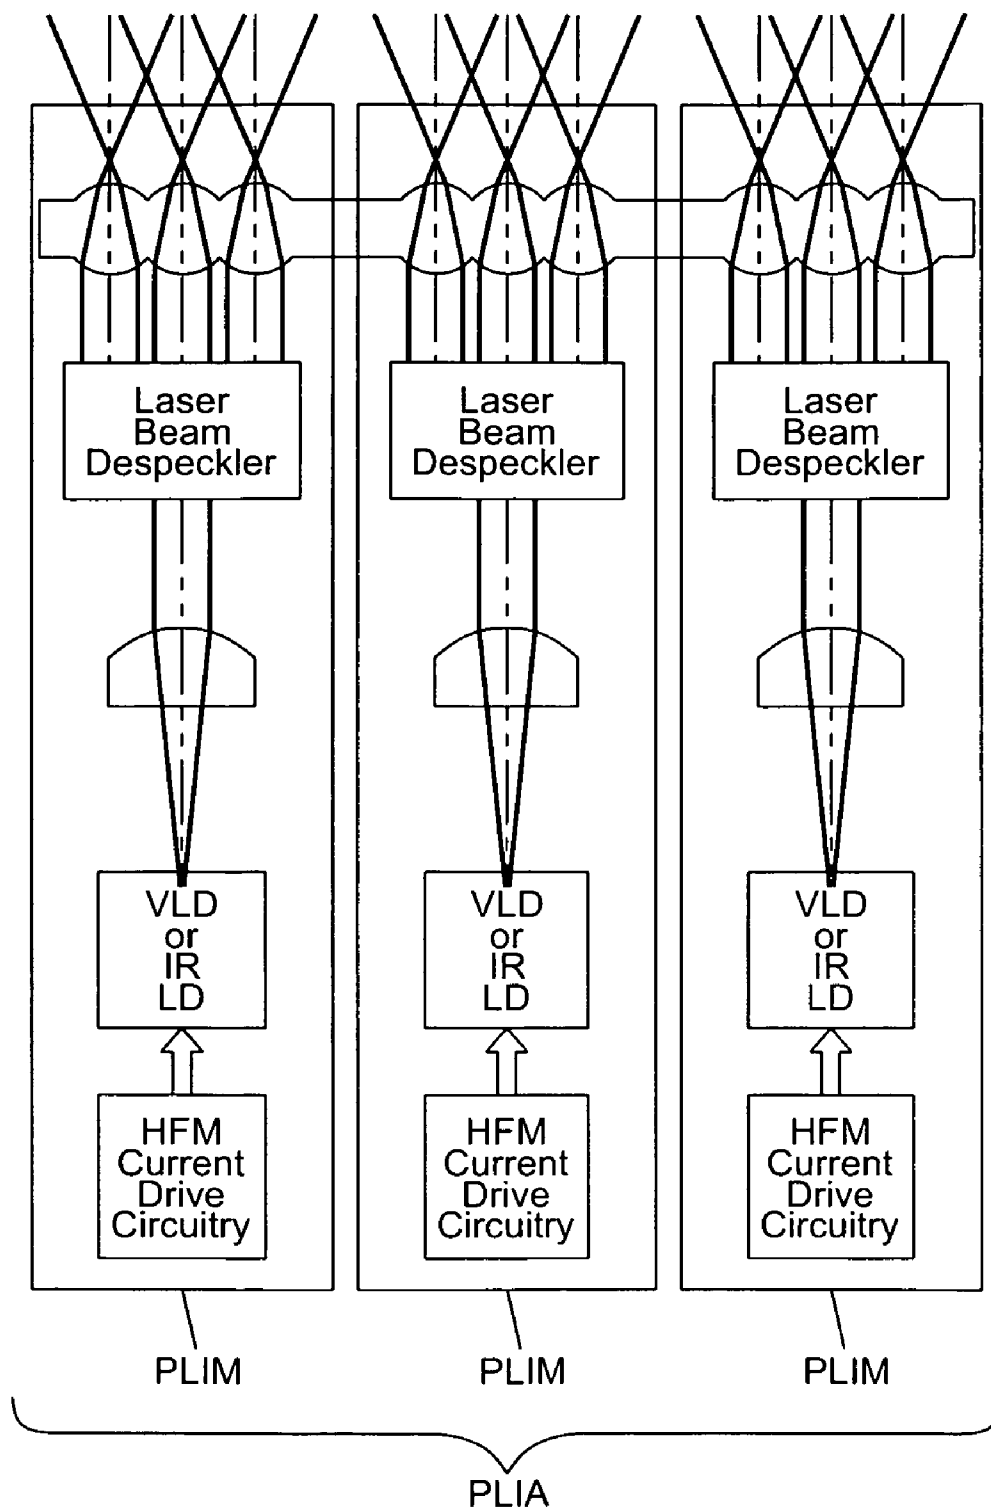 Laser
Beam
Despeckler
Laser
Beam
Despeckler
Laser
Beam
Despeckler
VLD
or
IR
LD
VLD
or
IR
LD
VLD
or
IR
LD
HFM
Current
Drive
Circuitry
HFM
Current
Drive
Circuitry
HFM
Current
Drive
Circuitry
PLIM
PLIM
PLIM
PLIA